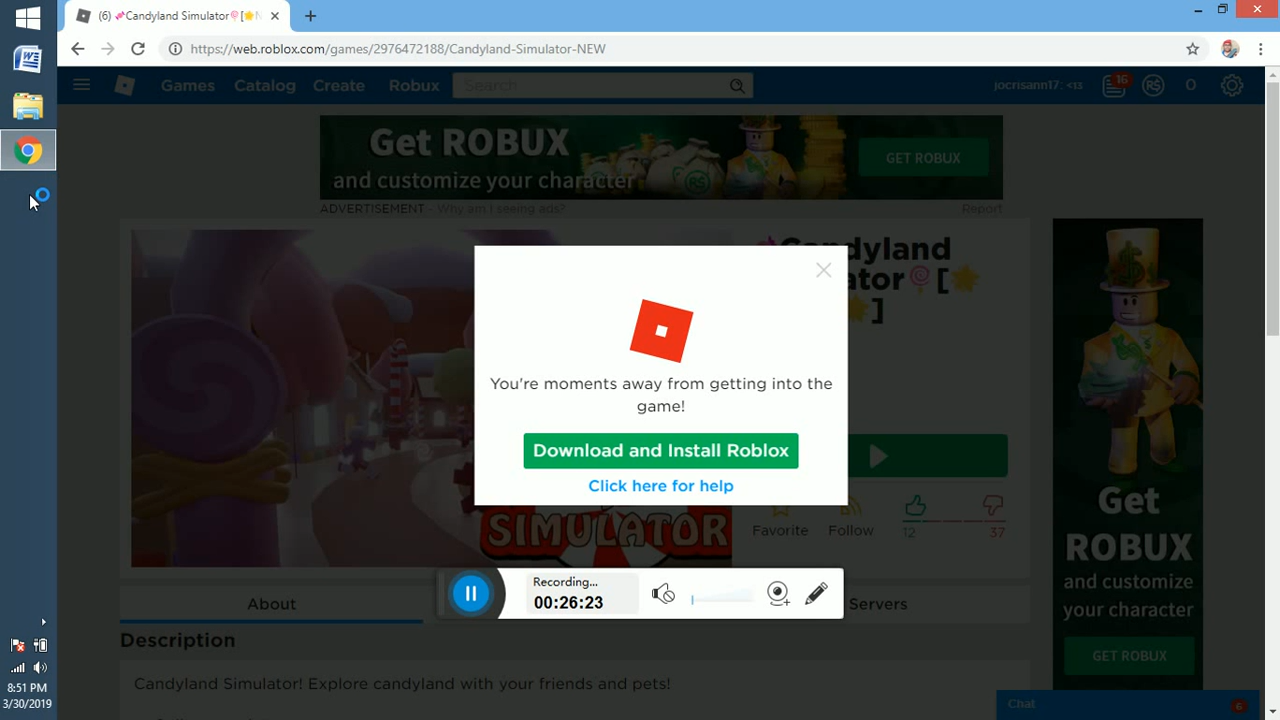 (6) Candyland Simulator [
https://web.roblox.com/games/2976472188/Candyland-Simulator-NEW
Games Catalog Create Robux Search jocrisann17: <13 16 0
Get ROBUX
and customize your character
GET ROBUX
ADVERTISEMENT - Why am I seeing ads? Report
Candyland
ator [
]
You're moments away from getting into the
game!
Download and Install Roblox
Click here for help
SIMULATOR
Favorite Follow 12 37
Recording...
00:26:23
About Servers
Description
Candyland Simulator! Explore candyland with your friends and pets!
Get
ROBUX
and customize
your character
GET ROBUX
Chat 6
8:51 PM
3/30/2019